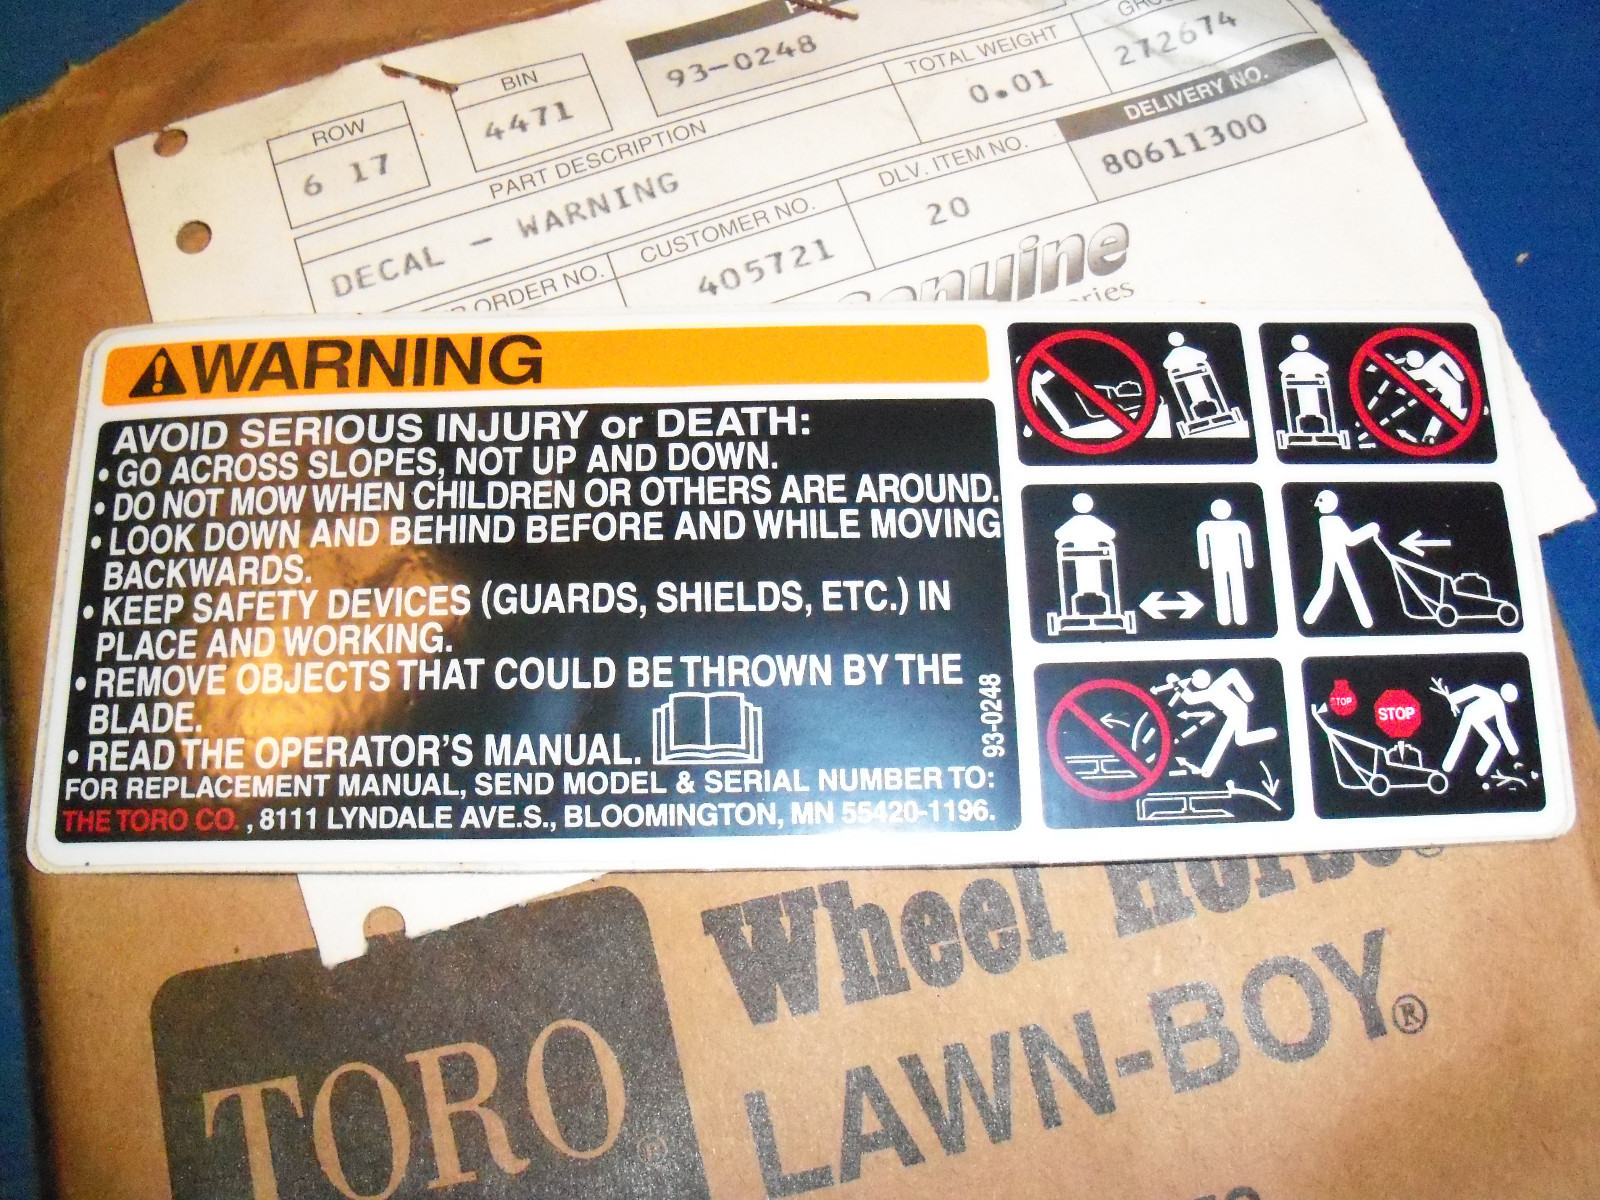 ROW
6 17
BIN
4471
93-0248
TOTAL WEIGHT
0.01
272674
PART DESCRIPTION
DECAL - WARNING
ORDER NO.
CUSTOMER NO.
405721
DLV. ITEM NO.
20
DELIVERY NO.
80611300
Genuine
WARNING
AVOID SERIOUS INJURY or DEATH:
• GO ACROSS SLOPES, NOT UP AND DOWN.
• DO NOT MOW WHEN CHILDREN OR OTHERS ARE AROUND.
• LOOK DOWN AND BEHIND BEFORE AND WHILE MOVING
BACKWARDS.
• KEEP SAFETY DEVICES (GUARDS, SHIELDS, ETC.) IN
PLACE AND WORKING.
• REMOVE OBJECTS THAT COULD BE THROWN BY THE
BLADE.
• READ THE OPERATOR'S MANUAL.
FOR REPLACEMENT MANUAL, SEND MODEL & SERIAL NUMBER TO:
THE TORO CO. , 8111 LYNDALE AVE.S., BLOOMINGTON, MN 55420-1196.
93-0248
STOP
STOP
Wheel Horse®
LAWN-BOY®
TORO®